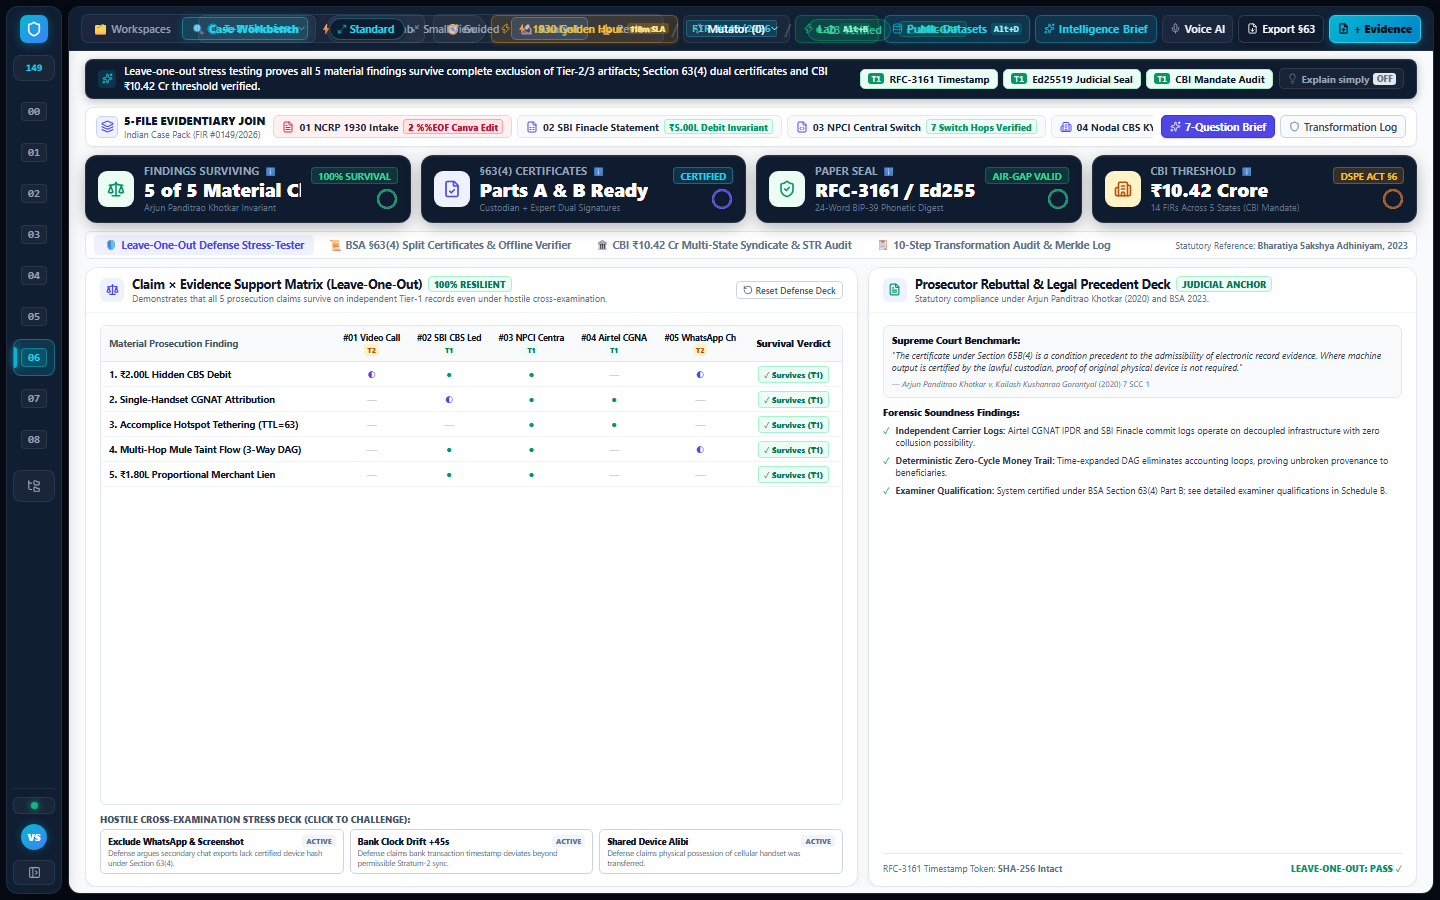 Workspaces
Case Workbench
Standard
Small
Guided
1930 Golden Hour
SLA
Mutator (0)
Lab
Alt+B
Public Datasets
Alt+D
Intelligence Brief
Voice AI
Export §63
+ Evidence
149
00
01
02
03
04
05
06
07
08
VS
Leave-one-out stress testing proves all 5 material findings survive complete exclusion of Tier-2/3 artifacts; Section 63(4) dual certificates and CBI
₹10.42 Cr threshold verified.
T1 RFC-3161 Timestamp
T1 Ed25519 Judicial Seal
T1 CBI Mandate Audit
Explain simply OFF
5-FILE EVIDENTIARY JOIN
Indian Case Pack (FIR #0149/2026)
01 NCRP 1930 Intake 2 %%EOF Canva Edit
02 SBI Finacle Statement ₹5.00L Debit Invariant
03 NPCI Central Switch 7 Switch Hops Verified
04 Nodal CBS KY
7-Question Brief
Transformation Log
FINDINGS SURVIVING
100% SURVIVAL
5 of 5 Material Cl
Arjun Panditrao Khotkar Invariant
§63(4) CERTIFICATES
CERTIFIED
Parts A & B Ready
Custodian + Expert Dual Signatures
PAPER SEAL
AIR-GAP VALID
RFC-3161 / Ed255
24-Word BIP-39 Phonetic Digest
CBI THRESHOLD
DSPE ACT §6
₹10.42 Crore
14 FIRs Across 5 States (CBI Mandate)
Leave-One-Out Defense Stress-Tester
BSA §63(4) Split Certificates & Offline Verifier
CBI ₹10.42 Cr Multi-State Syndicate & STR Audit
10-Step Transformation Audit & Merkle Log
Statutory Reference: Bharatiya Sakshya Adhiniyam, 2023
Claim × Evidence Support Matrix (Leave-One-Out) 100% RESILIENT
Demonstrates that all 5 prosecution claims survive on independent Tier-1 records even under hostile cross-examination.
Reset Defense Deck
Material Prosecution Finding
#01 Video Call
T2
#02 SBI CBS Led
T1
#03 NPCI Centra
T1
#04 Airtel CGNA
T1
#05 WhatsApp Ch
T2
Survival Verdict
1. ₹2.00L Hidden CBS Debit ◐ ● ● — ◐ ✓ Survives (T1)
2. Single-Handset CGNAT Attribution — ◐ ● ● — ✓ Survives (T1)
3. Accomplice Hotspot Tethering (TTL=63) — — ● ● — ✓ Survives (T1)
4. Multi-Hop Mule Taint Flow (3-Way DAG) — ● ● — ◐ ✓ Survives (T1)
5. ₹1.80L Proportional Merchant Lien — ● ● — — ✓ Survives (T1)
HOSTILE CROSS-EXAMINATION STRESS DECK (CLICK TO CHALLENGE):
Exclude WhatsApp & Screenshot ACTIVE
Defense argues secondary chat exports lack certified device hash
under Section 63(4).
Bank Clock Drift +45s ACTIVE
Defense claims bank transaction timestamp deviates beyond
permissible Stratum-2 sync.
Shared Device Alibi ACTIVE
Defense claims physical possession of cellular handset was
transferred.
Prosecutor Rebuttal & Legal Precedent Deck JUDICIAL ANCHOR
Statutory compliance under Arjun Panditrao Khotkar (2020) and BSA 2023.
Supreme Court Benchmark:
"The certificate under Section 65B(4) is a condition precedent to the admissibility of electronic record evidence. Where machine
output is certified by the lawful custodian, proof of original physical device is not required."
— Arjun Panditrao Khotkar v. Kailash Kushanrao Gorantyal (2020) 7 SCC 1
Forensic Soundness Findings:
✓ Independent Carrier Logs: Airtel CGNAT IPDR and SBI Finacle commit logs operate on decoupled infrastructure with zero
collusion possibility.
✓ Deterministic Zero-Cycle Money Trail: Time-expanded DAG eliminates accounting loops, proving unbroken provenance to
beneficiaries.
✓ Examiner Qualification: System certified under BSA Section 63(4) Part B; see detailed examiner qualifications in Schedule B.
RFC-3161 Timestamp Token: SHA-256 Intact
LEAVE-ONE-OUT: PASS ✓